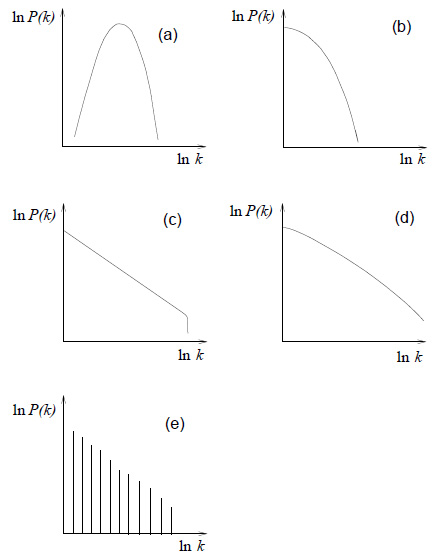 ln P(k)
(a)
ln k
ln P(k)
(b)
ln k
ln P(k)
(c)
ln k
ln P(k)
(d)
ln k
ln P(k)
(e)
ln k